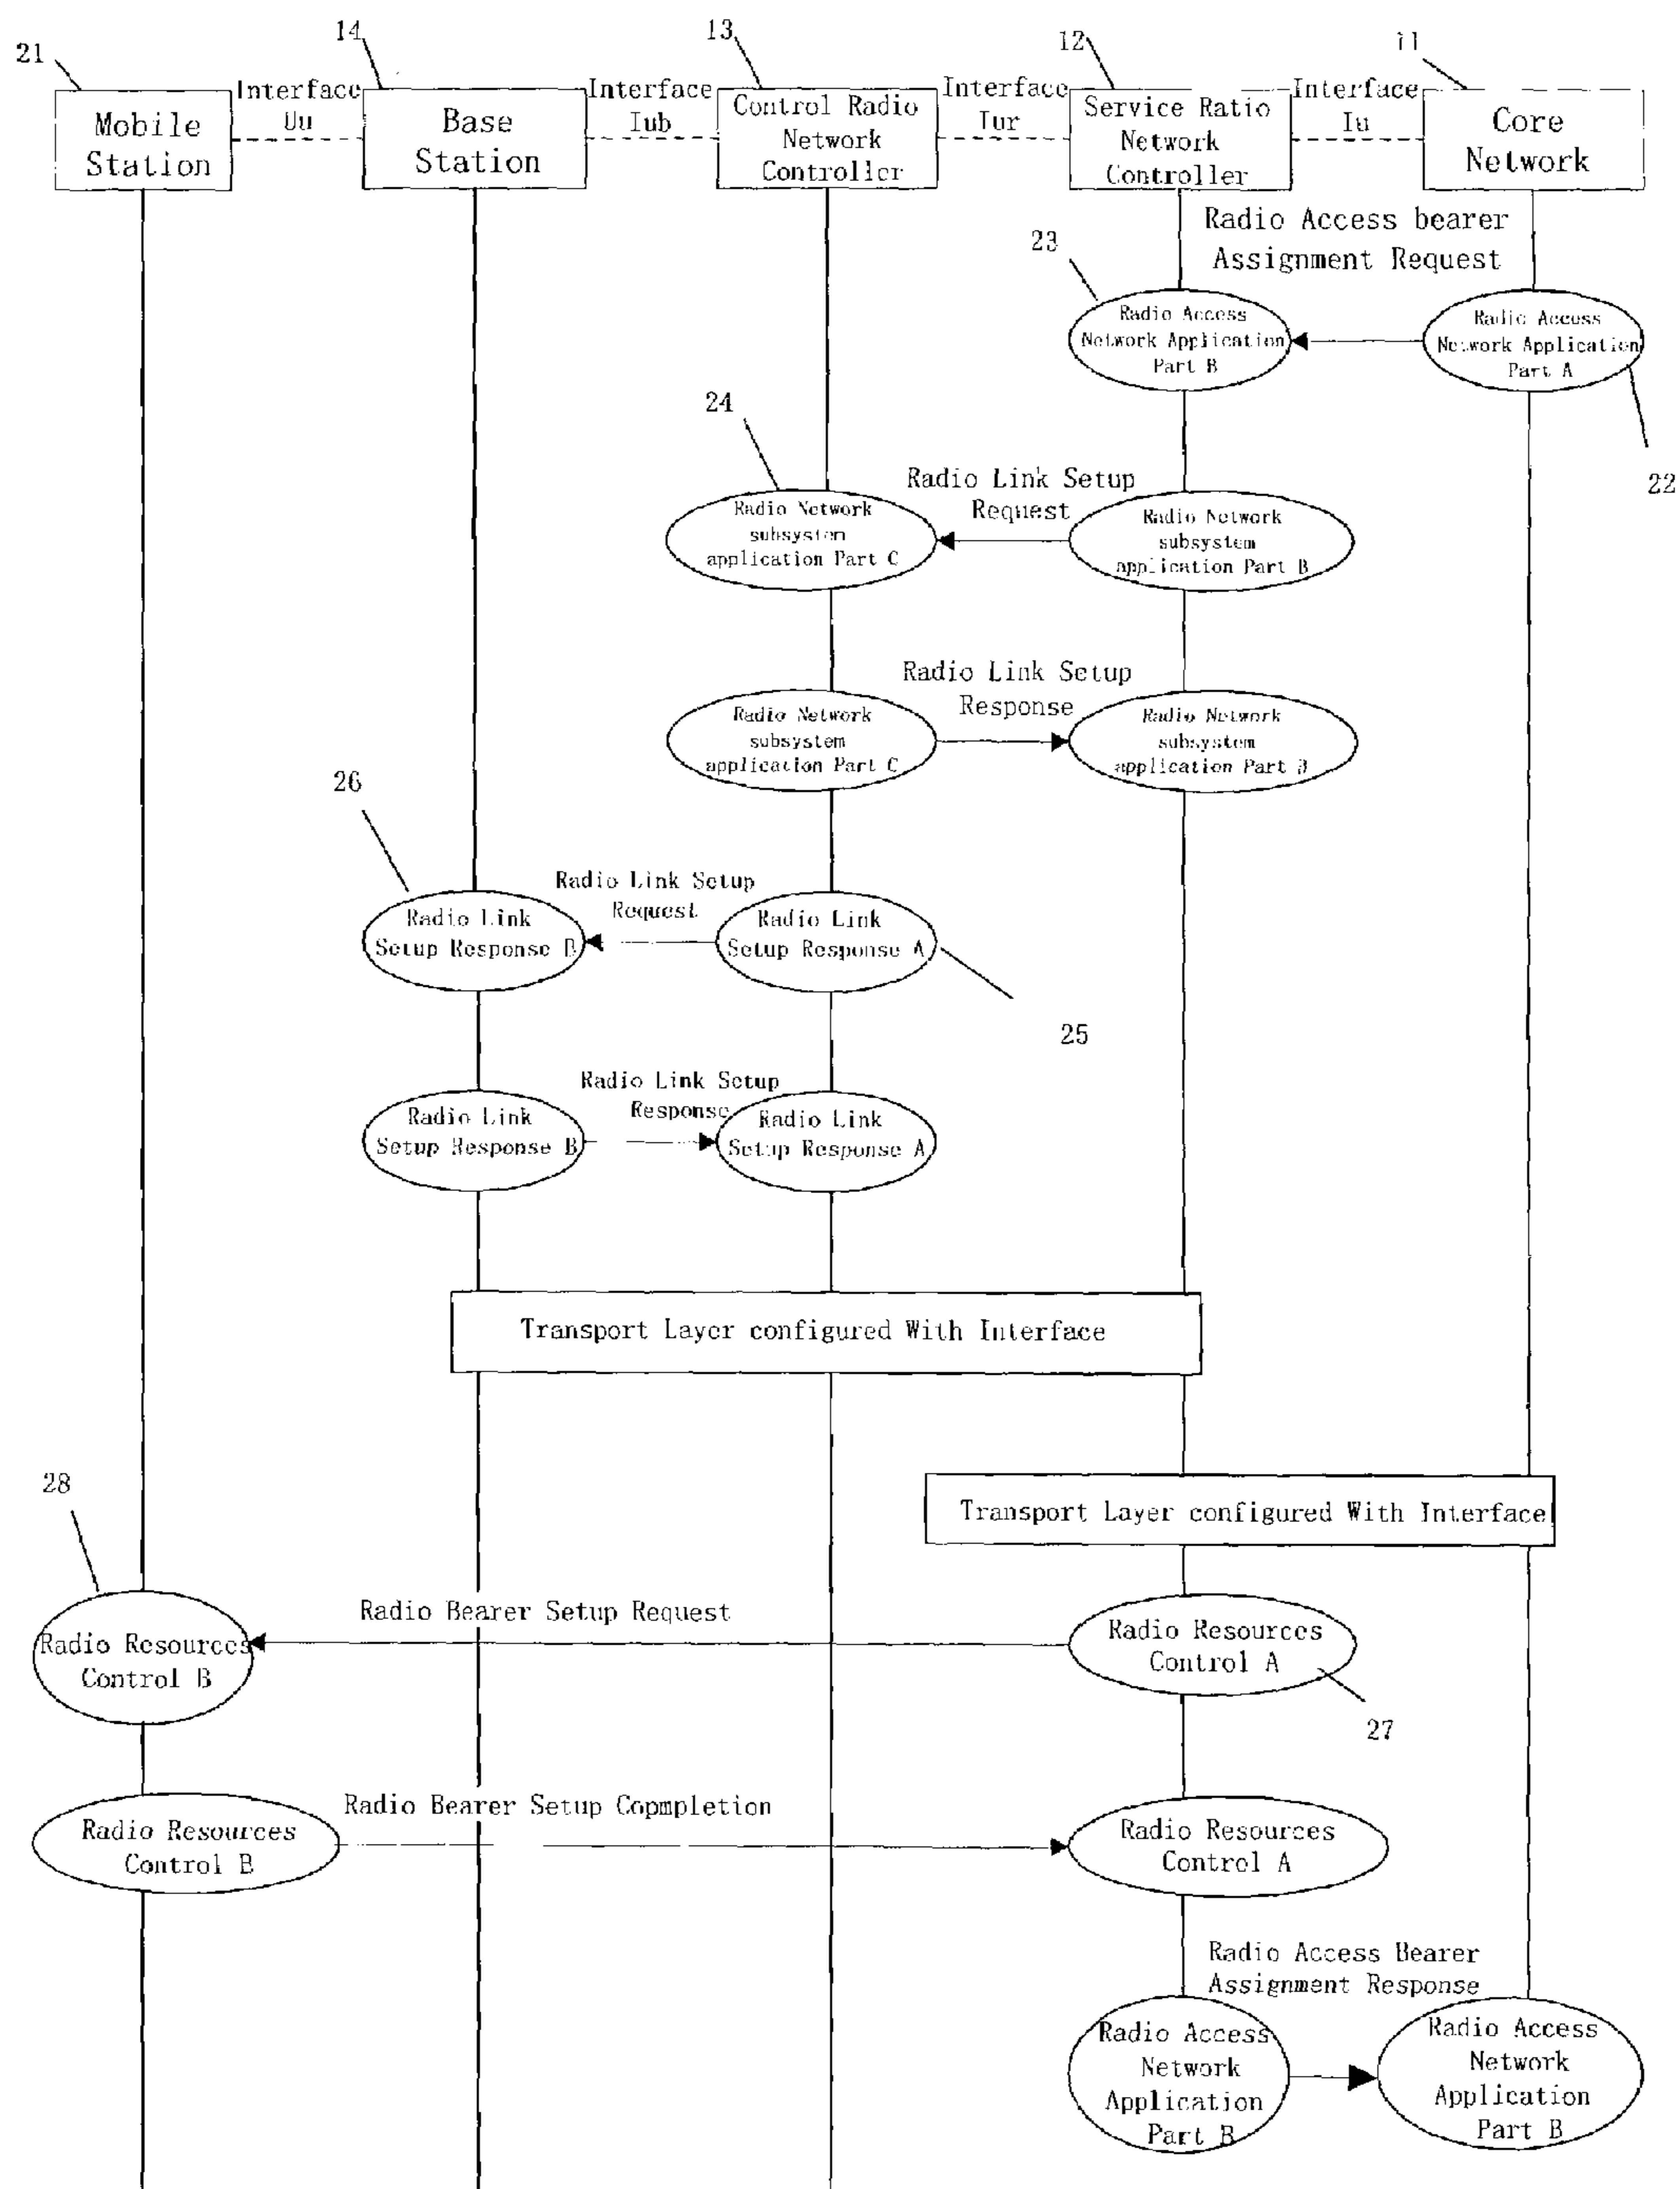 21
14
13
12
11
Mobile
Station
Interface
Uu
Base
Station
Interface
Iub
Control Radio
Network
Controller
Interface
Iur
Service Ratio
Network
Controller
Interface
Iu
Core
Network
Radio Access bearer
Assignment Request
23
Radio Access
Network Application
Part B
Radio Access
Network Application
Part A
22
24
Radio Link Setup
Request
Radio Network
subsystem
application Part C
Radio Network
subsystem
application Part B
Radio Link Setup
Response
Radio Network
subsystem
application Part C
Radio Network
subsystem
application Part B
26
Radio Link Setup
Request
Radio Link
Setup Response B
Radio Link
Setup Response A
25
Radio Link Setup
Response
Radio Link
Setup Response B
Radio Link
Setup Response A
Transport Layer configured With Interface
Transport Layer configured With Interface
28
Radio Bearer Setup Request
Radio Resources
Control B
Radio Resources
Control A
27
Radio Bearer Setup Copmpletion
Radio Resources
Control B
Radio Resources
Control A
Radio Access Bearer
Assignment Response
Radio Access
Network
Application
Part B
Radio Access
Network
Application
Part B